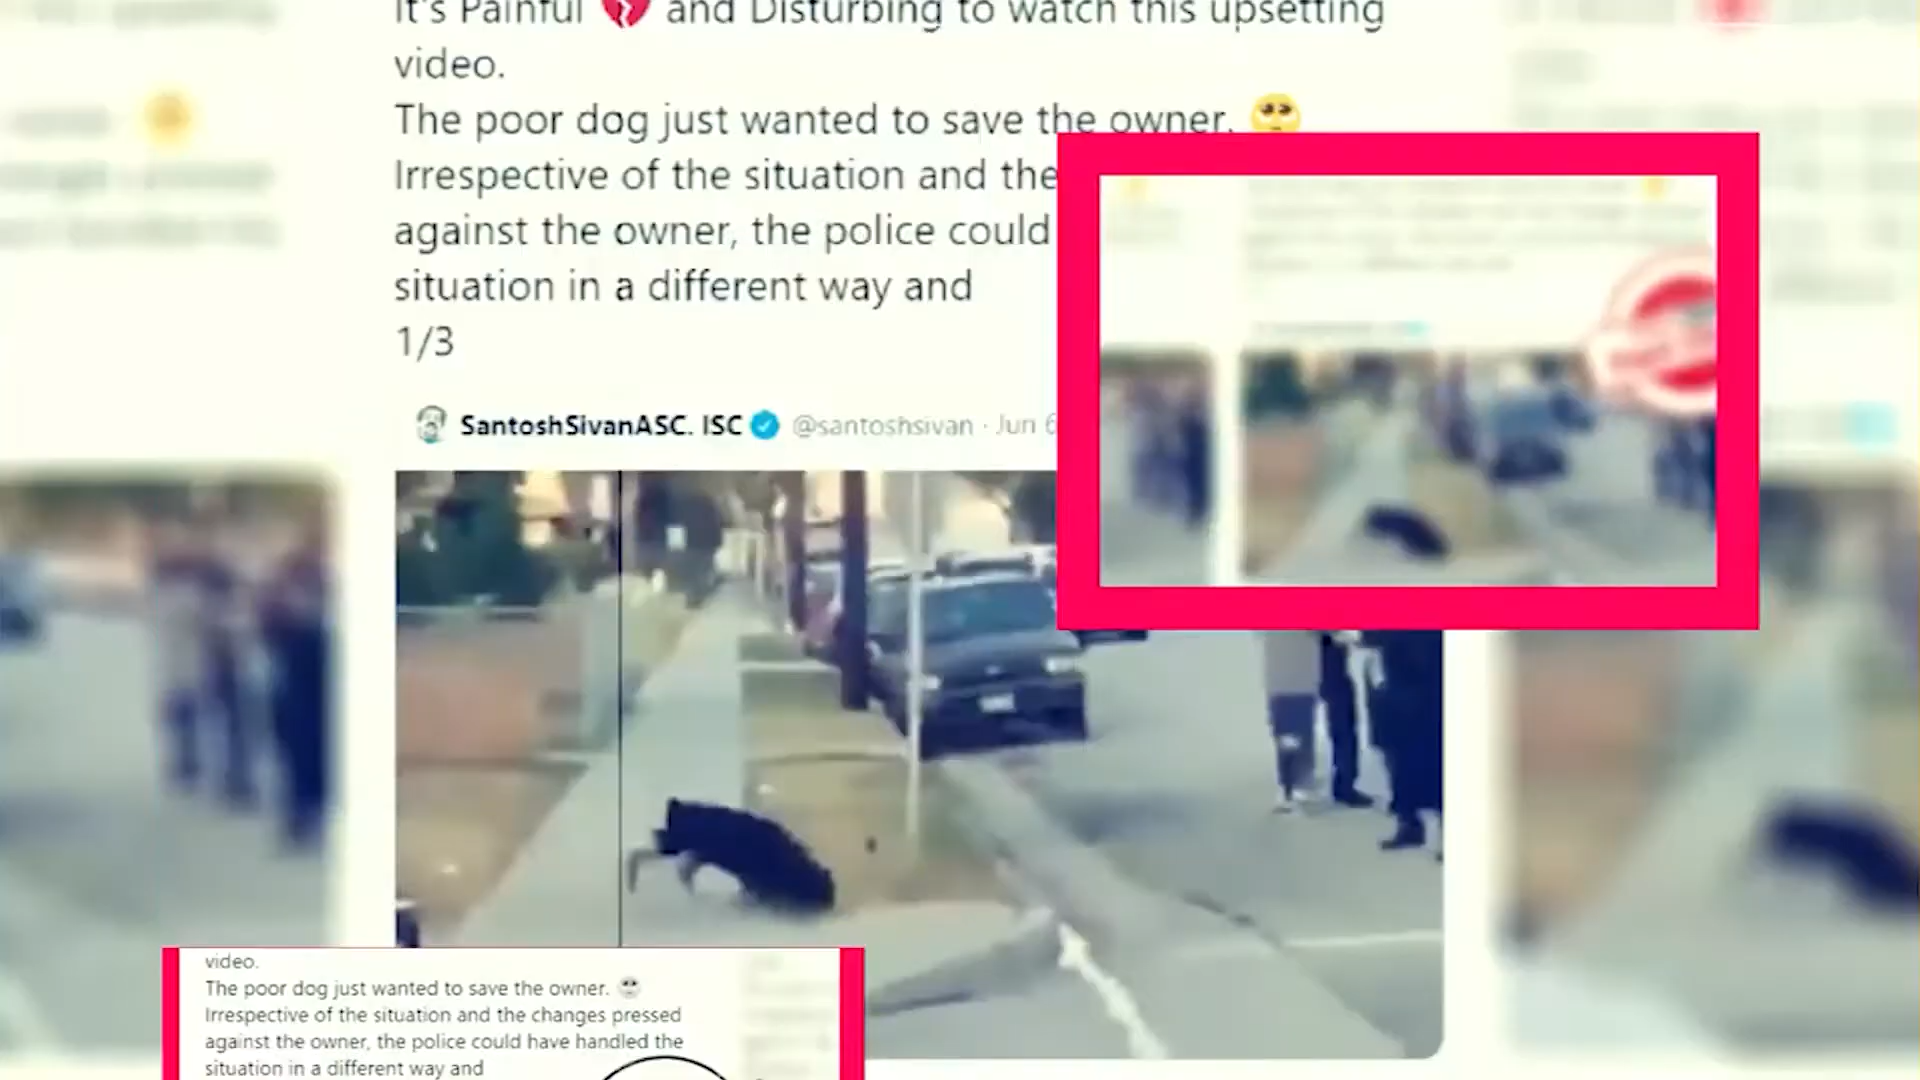 It's Painful 💔 and Disturbing to watch this upsetting
video.
The poor dog just wanted to save the owner. 🥺
Irrespective of the situation and the
against the owner, the police could
situation in a different way and
1/3
SantoshSivanASC. ISC @santoshsivan · Jun 6
video.
The poor dog just wanted to save the owner. 🥺
Irrespective of the situation and the changes pressed
against the owner, the police could have handled the
situation in a different way and